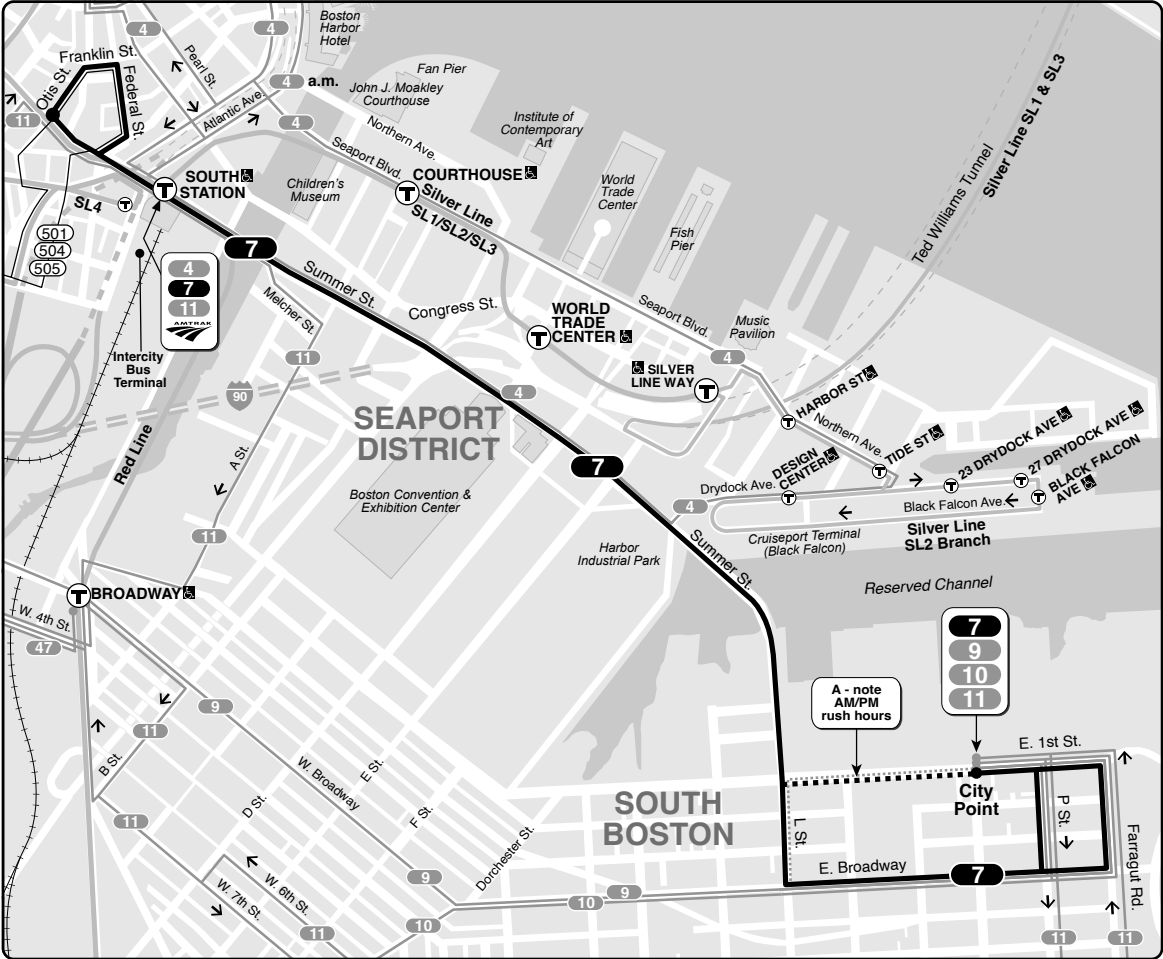 Boston
Harbor
Hotel
4
4
Franklin St.
Pearl St.
Fan Pier
Otis St.
Federal St.
4 a.m.
John J. Moakley
Courthouse
11
Atlantic Ave.
4
Northern Ave.
Institute of
Contemporary
Art
Seaport Blvd.
Silver Line SL1 & SL3
Ted Williams Tunnel
SOUTH
STATION
Children's
Museum
COURTHOUSE
Silver Line
SL1/SL2/SL3
World
Trade
Center
SL4
T
T
T
501
504
505
7
Fish
Pier
4
7
11
AMTRAK
Summer St.
Melcher St.
Congress St.
WORLD
TRADE
CENTER
T
Seaport Blvd.
Music
Pavilion
Intercity
Bus
Terminal
11
4
SILVER
LINE WAY
T
90
4
HARBOR ST
T
Red Line
SEAPORT
DISTRICT
A St.
7
Northern Ave.
TIDE ST
T
DESIGN
CENTER
T
23 DRYDOCK AVE
T
27 DRYDOCK AVE
T
BLACK FALCON
AVE
T
Drydock Ave.
Boston Convention &
Exhibition Center
4
Black Falcon Ave.
Cruiseport Terminal
(Black Falcon)
Silver Line
SL2 Branch
11
Harbor
Industrial Park
Summer St.
Reserved Channel
T
BROADWAY
W. 4th St.
47
7
9
10
11
A - note
AM/PM
rush hours
9
11
B St.
W. Broadway
E St.
D St.
F St.
E. 1st St.
City
Point
SOUTH
BOSTON
L St.
P St.
Farragut Rd.
11
Dorchester St.
E. Broadway
7
W. 6th St.
W. 7th St.
9
9
10
10
11
11
11